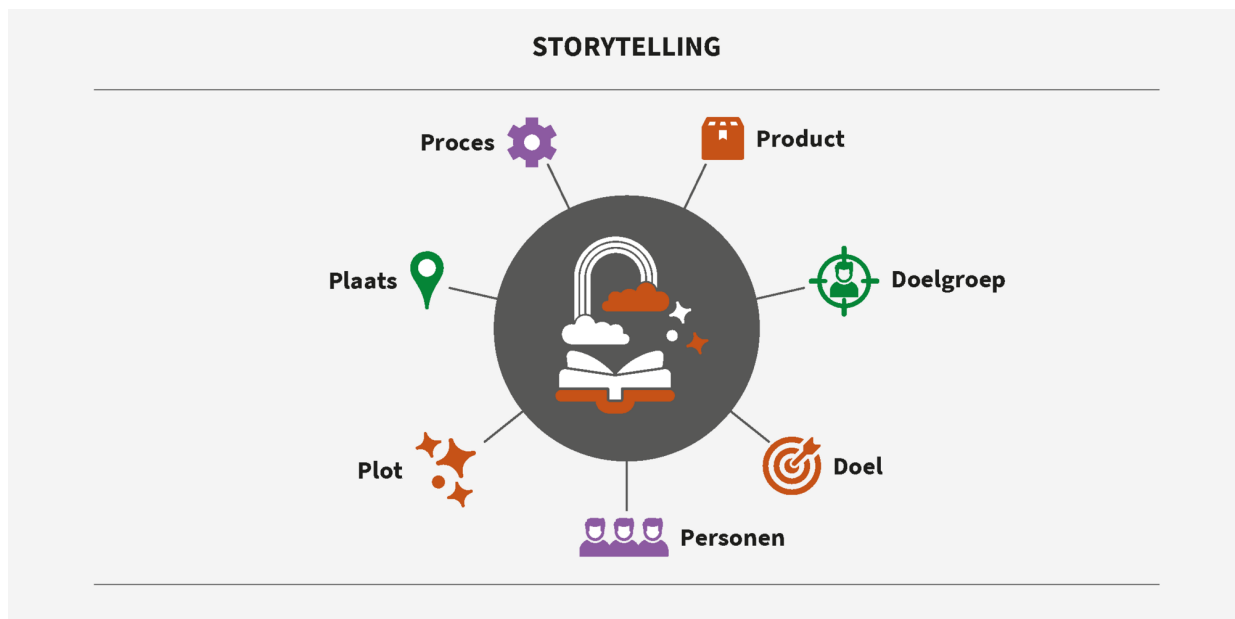 STORYTELLING
Proces
Product
Plaats
Doelgroep
Plot
Doel
Personen